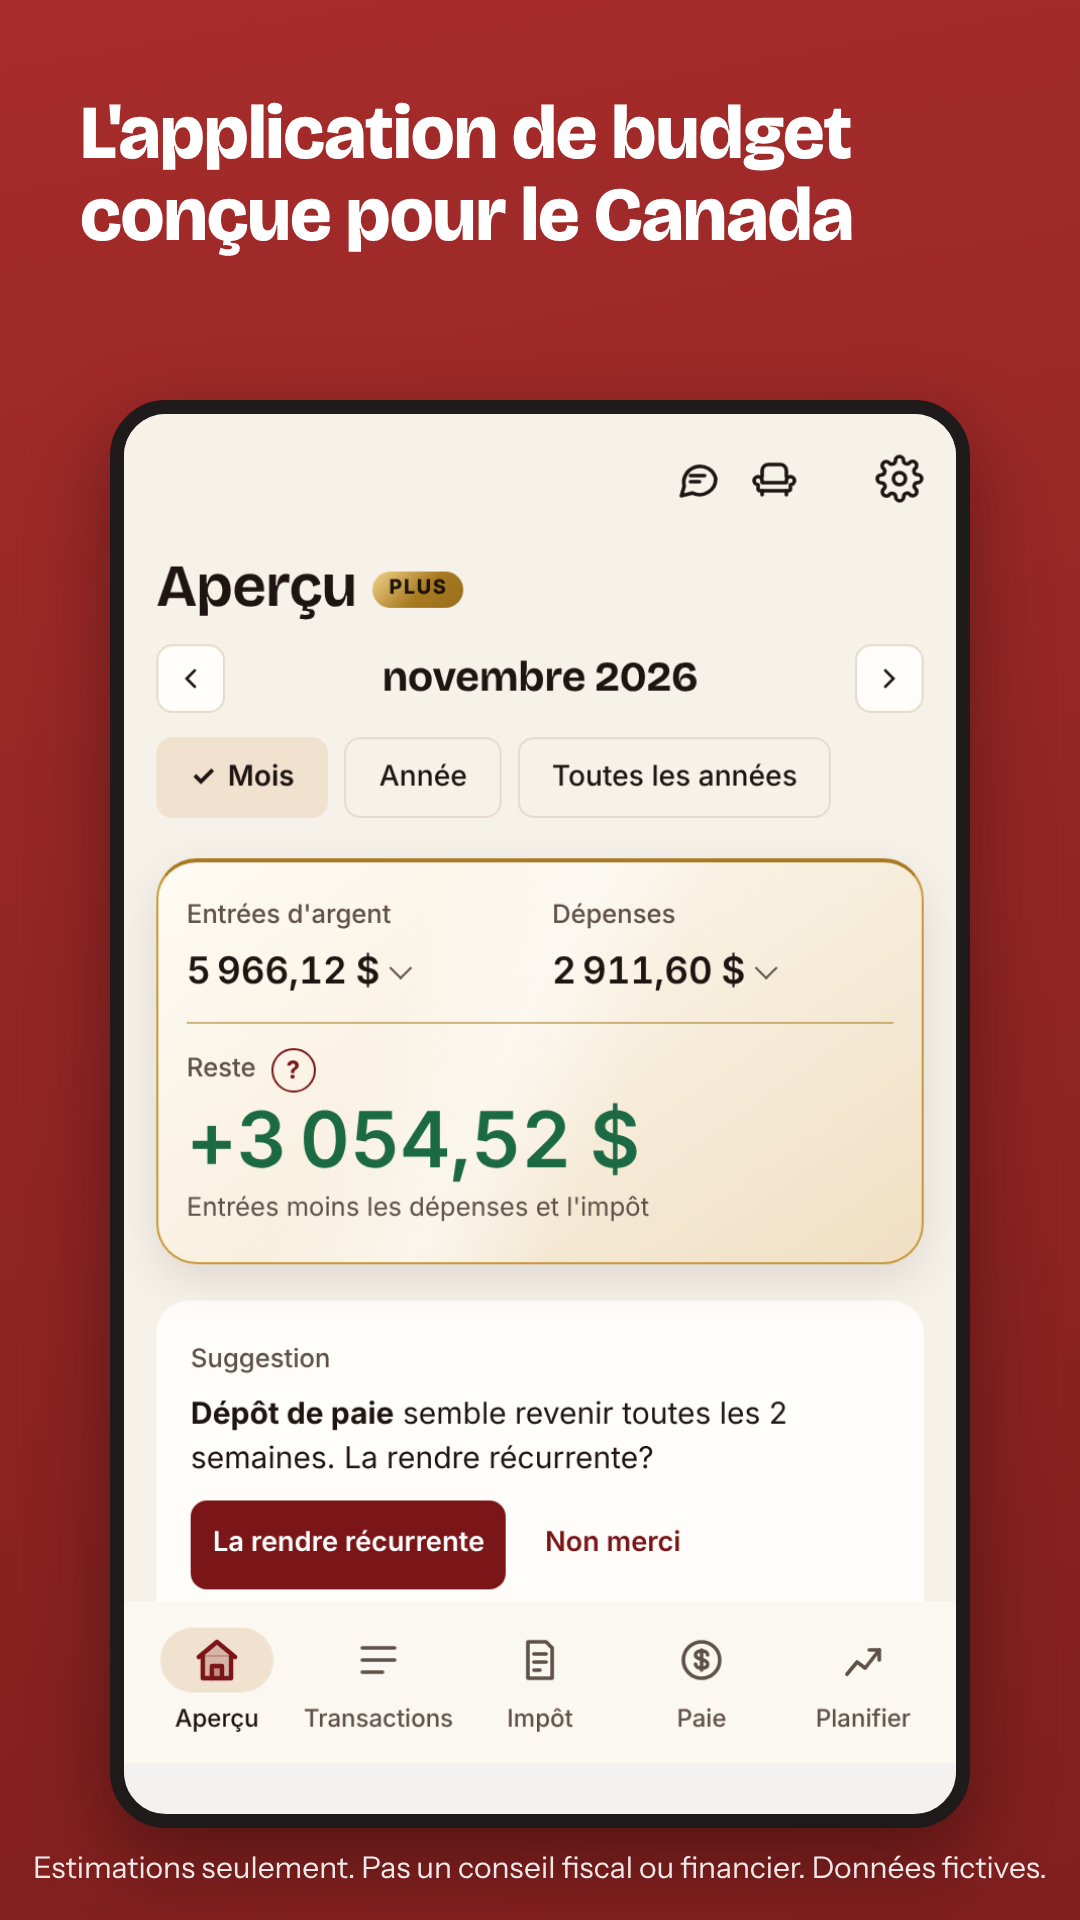 L'application de budget
conçue pour le Canada
Aperçu PLUS
novembre 2026
Mois Année Toutes les années
Entrées d'argent Dépenses
5 966,12 $ 2 911,60 $
Reste ?
+3 054,52 $
Entrées moins les dépenses et l'impôt
Suggestion
Dépôt de paie semble revenir toutes les 2
semaines. La rendre récurrente?
La rendre récurrente Non merci
Aperçu Transactions Impôt Paie Planifier
Estimations seulement. Pas un conseil fiscal ou financier. Données fictives.